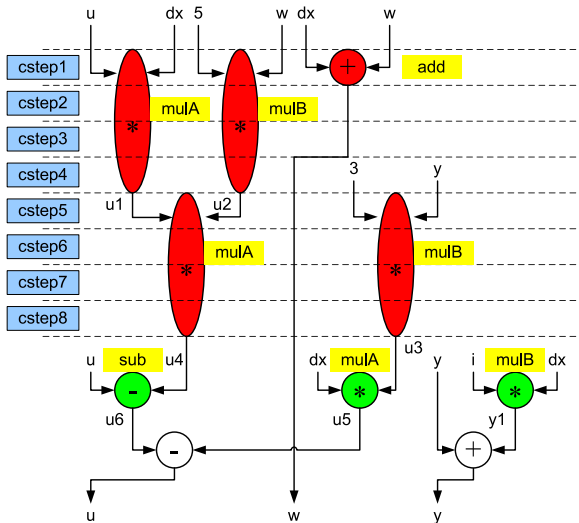 u dx 5 w dx w
cstep1 + add
cstep2 mulA mulB
cstep3 * *
cstep4 3 y
cstep5 u1 u2
cstep6 mulA mulB
cstep7 * *
cstep8
u sub u4 dx mulA u3 y i mulB dx
- * *
u6 u5 y1
- +
u w y